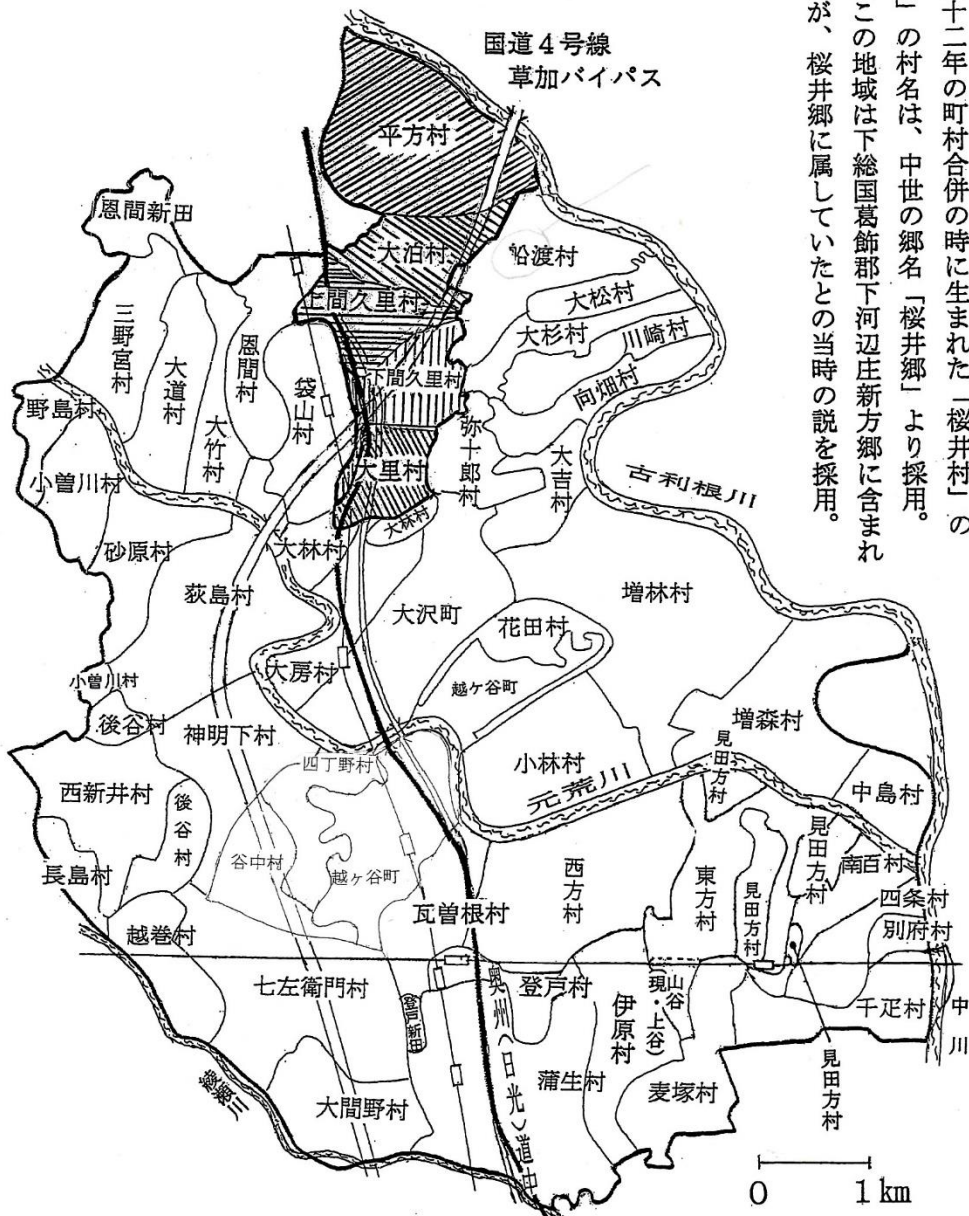 十二年の町村合併の時に生まれた「桜井村」の
」の村名は、中世の郷名「桜井郷」より採用。
この地域は下総国葛飾郡下河辺庄新方郷に含まれ
が、桜井郷に属していたとの当時の説を採用。
国道4号線
草加バイパス
平方村
恩間新田
大泊村
船渡村
上間久里村
大松村
大杉村
川崎村
三野宮村
大道村
恩間村
下間久里村
向畑村
袋山村
野島村
大竹村
弥十郎村
大里村
大吉村
小曽川村
古利根川
大林村
大林村
砂原村
荻島村
増林村
大沢町
花田村
大房村
小曽川村
越ヶ谷町
後谷村
神明下村
増森村
見田方村
四丁野村
小林村
元荒川
中島村
西新井村
後谷村
見田方村
南百村
長島村
谷中村
越ヶ谷町
西方村
東方村
見田方村
四条村
瓦曽根村
別府村
越巻村
七左衛門村
登戸村
山谷
(現・上谷)
千疋村
中川
登戸新田
伊原村
奥州(日光)道中
蒲生村
麦塚村
見田方村
綾瀬川
大間野村
0 1km